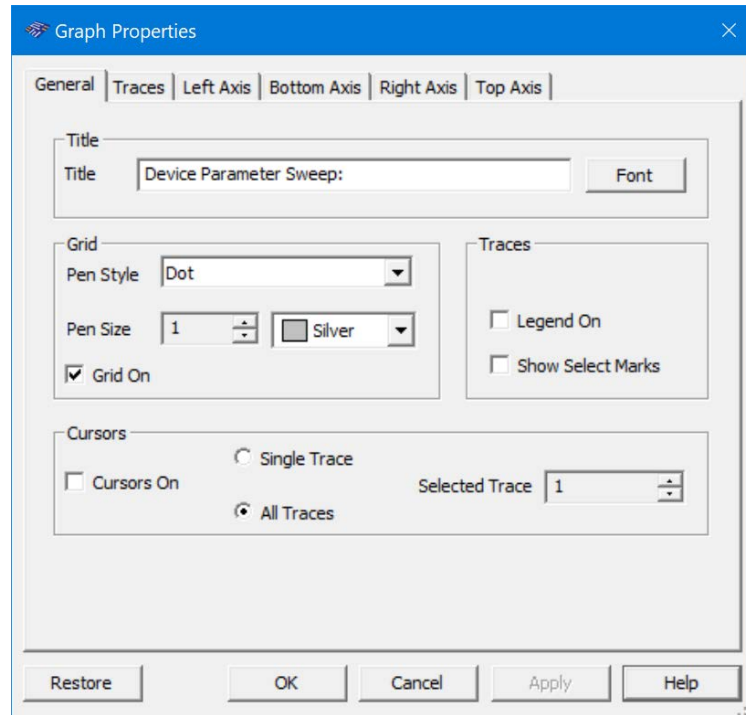 Graph Properties
General Traces Left Axis Bottom Axis Right Axis Top Axis
Title
Title Device Parameter Sweep: Font
Grid
Pen Style Dot
Pen Size 1 Silver
Grid On
Traces
Legend On
Show Select Marks
Cursors
Cursors On
Single Trace
All Traces
Selected Trace 1
Restore OK Cancel Apply Help